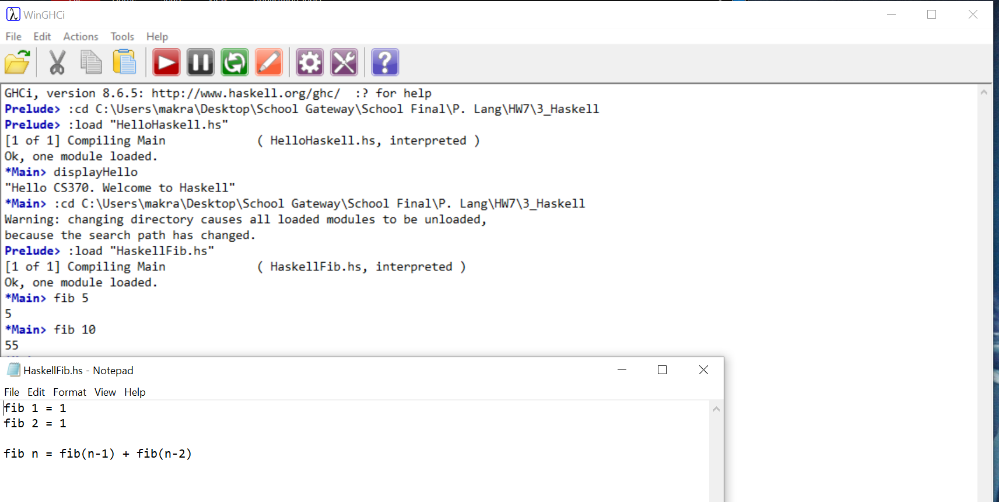 WinGHCi
File Edit Actions Tools Help
GHCi, version 8.6.5: http://www.haskell.org/ghc/  :? for help
Prelude> :cd C:\Users\makra\Desktop\School Gateway\School Final\P. Lang\HW7\3_Haskell
Prelude> :load "HelloHaskell.hs"
[1 of 1] Compiling Main             ( HelloHaskell.hs, interpreted )
Ok, one module loaded.
*Main> displayHello
"Hello CS370. Welcome to Haskell"
*Main> :cd C:\Users\makra\Desktop\School Gateway\School Final\P. Lang\HW7\3_Haskell
Warning: changing directory causes all loaded modules to be unloaded,
because the search path has changed.
Prelude> :load "HaskellFib.hs"
[1 of 1] Compiling Main             ( HaskellFib.hs, interpreted )
Ok, one module loaded.
*Main> fib 5
5
*Main> fib 10
55
HaskellFib.hs - Notepad
File Edit Format View Help
fib 1 = 1
fib 2 = 1
fib n = fib(n-1) + fib(n-2)